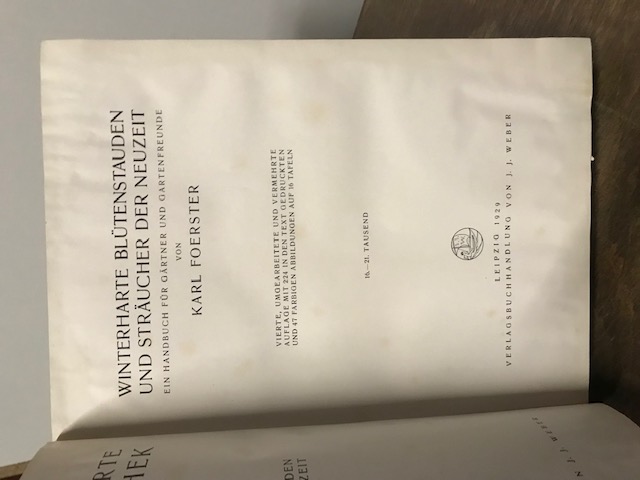 WINTERHARTE BLÜTENSTAUDEN
UND STRÄUCHER DER NEUZEIT
EIN HANDBUCH FÜR GÄRTNER UND GARTENFREUNDE
VON
KARL FOERSTER
VIERTE, UMGEARBEITETE UND VERMEHRTE
AUFLAGE MIT 224 IN DEN TEXT GEDRUCKTEN
UND 47 FARBIGEN ABBILDUNGEN AUF 16 TAFELN
16.—21. TAUSEND
LEIPZIG 1929
VERLAGSBUCHHANDLUNG VON J. J. WEBER
RTE
HEK
DEN
ZEIT
N J. J. WEBER